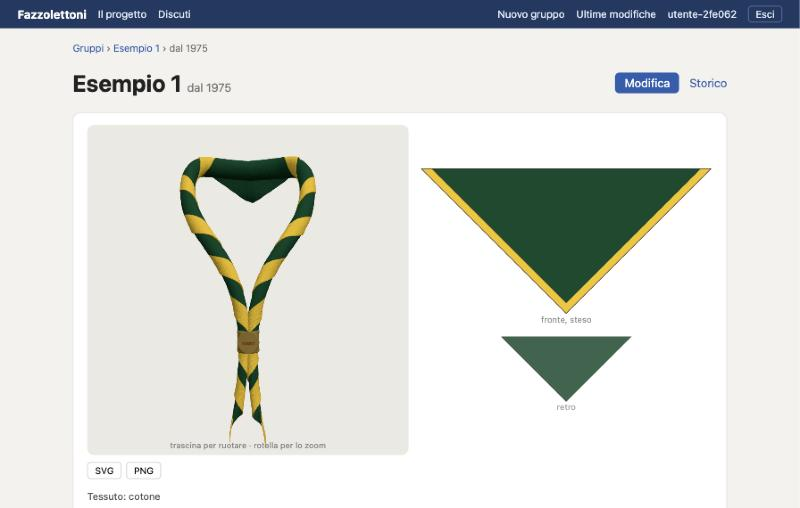 Fazzolettoni Il progetto Discuti Nuovo gruppo Ultime modifiche utente-2fe062 Esci
Gruppi › Esempio 1 › dal 1975
Esempio 1 dal 1975 Modifica Storico
fronte, steso
retro
trascina per ruotare · rotella per lo zoom
SVG PNG
Tessuto: cotone